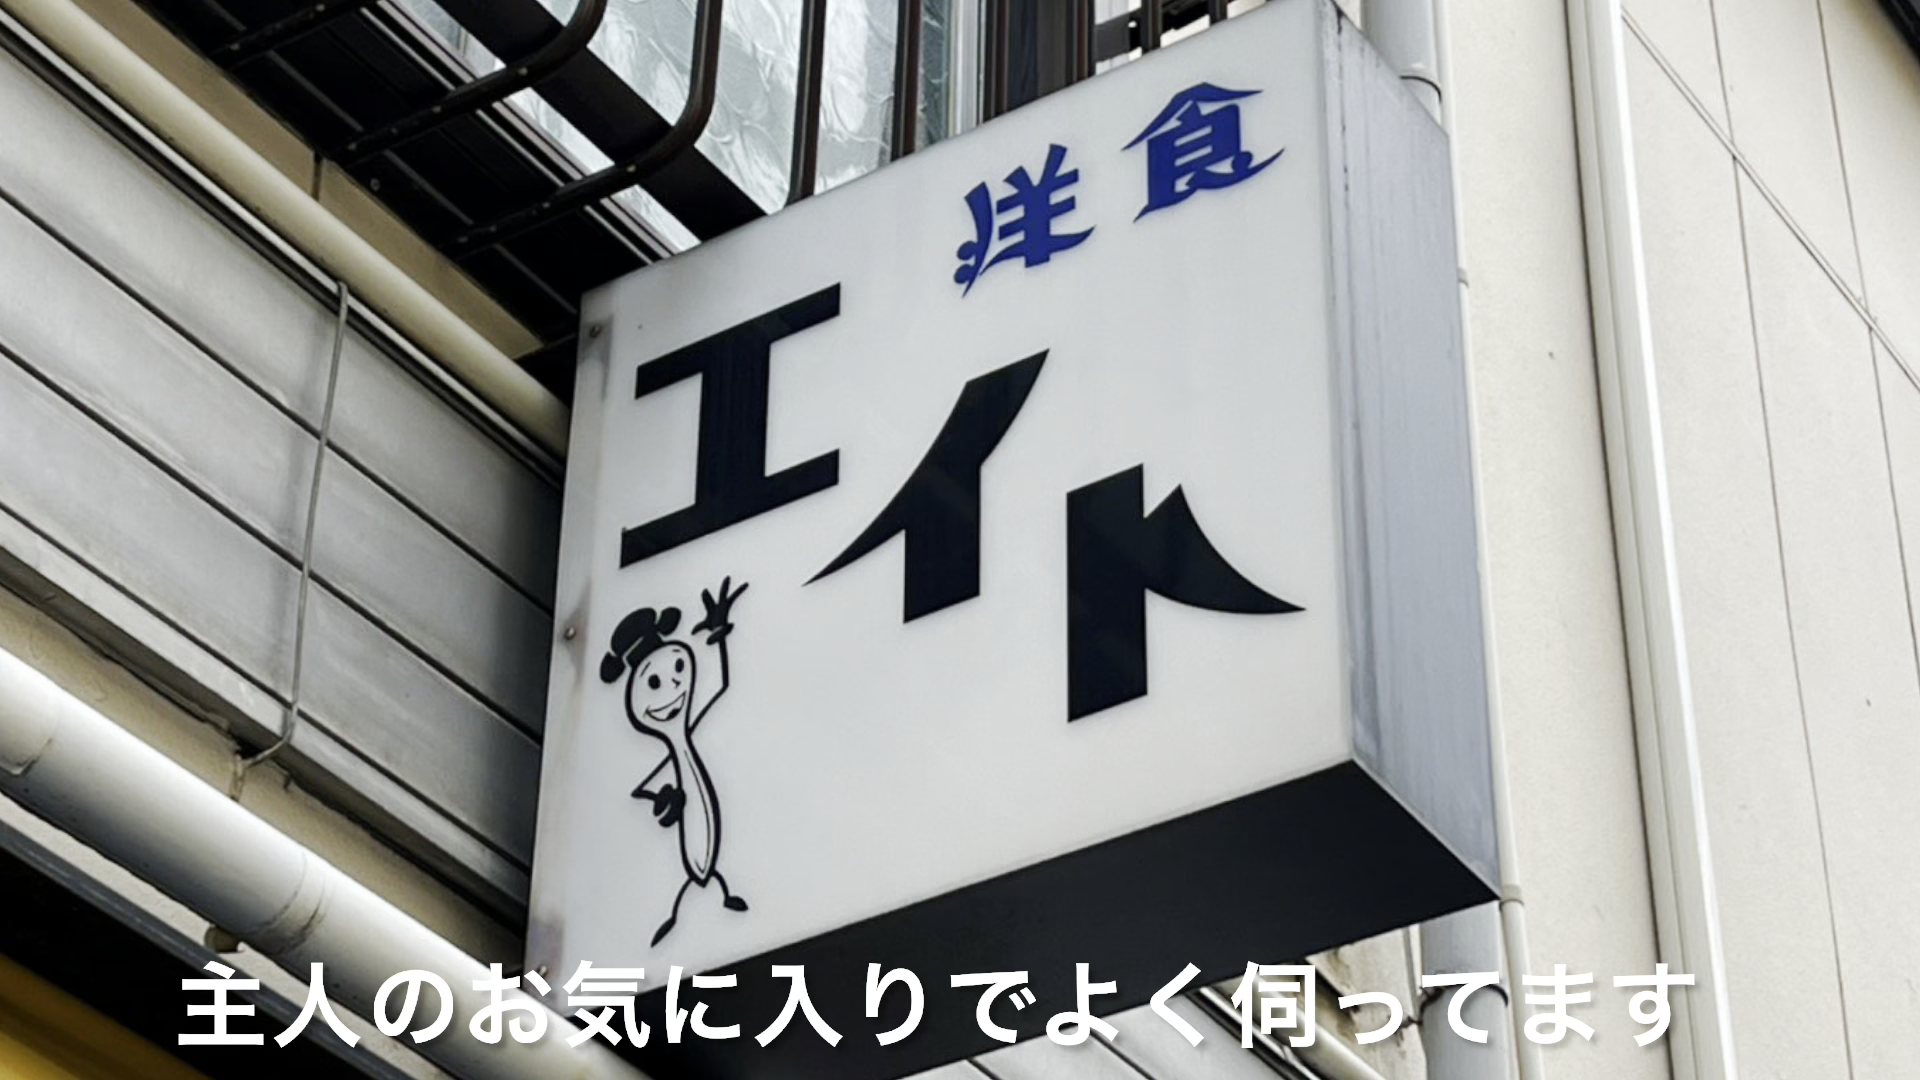 洋食
エイト
主人のお気に入りでよく伺ってます